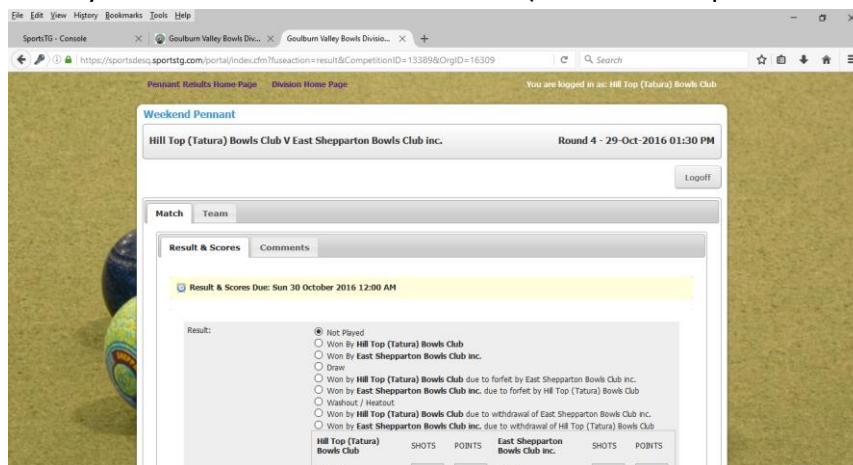 File Edit View History Bookmarks Tools Help
SportsTG - Console Goulburn Valley Bowls Div... Goulburn Valley Bowls Divisio...
https://sportsdesq.sportstg.com/portal/index.cfm?fuseaction=result&CompetitionID=13389&OrgID=16309 Search
Pennant Results Home Page Division Home Page You are logged in as: Hill Top (Tatura) Bowls Club
Weekend Pennant
Hill Top (Tatura) Bowls Club V East Shepparton Bowls Club inc. Round 4 - 29-Oct-2016 01:30 PM
Logoff
Match Team
Result & Scores Comments
Result & Scores Due: Sun 30 October 2016 12:00 AM
Result: Not Played
Won By Hill Top (Tatura) Bowls Club
Won By East Shepparton Bowls Club inc.
Draw
Won by Hill Top (Tatura) Bowls Club due to forfeit by East Shepparton Bowls Club inc.
Won by East Shepparton Bowls Club inc. due to forfeit by Hill Top (Tatura) Bowls Club
Washout / Heatout
Won by Hill Top (Tatura) Bowls Club due to withdrawal of East Shepparton Bowls Club inc.
Won by East Shepparton Bowls Club inc. due to withdrawal of Hill Top (Tatura) Bowls Club
Hill Top (Tatura) SHOTS POINTS East Shepparton SHOTS POINTS
Bowls Club Bowls Club inc.